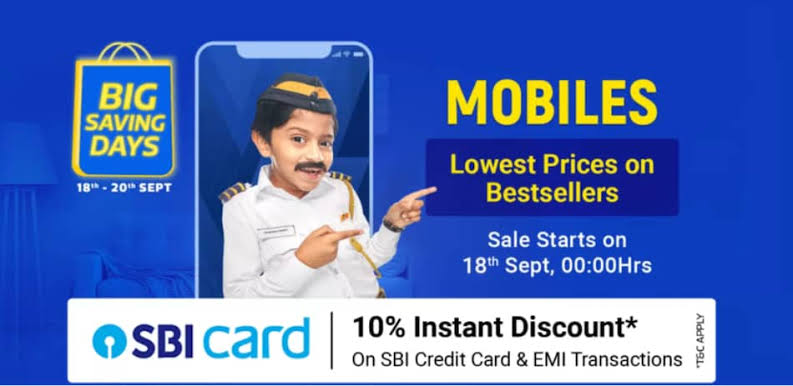 BIG
SAVING
DAYS
18th - 20th SEPT
MOBILES
Lowest Prices on
Bestsellers
Sale Starts on
18th Sept, 00:00Hrs
SBI card
10% Instant Discount*
On SBI Credit Card & EMI Transactions
*T&C APPLY